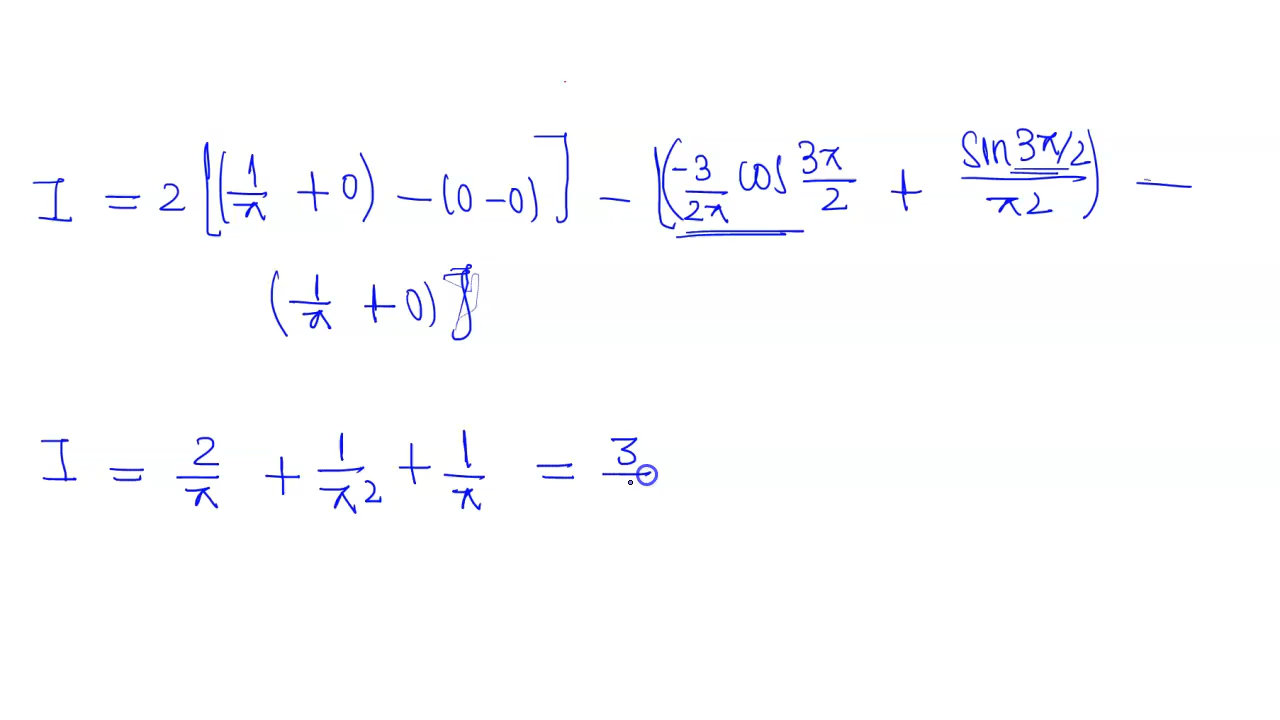 I = 2 [(1/π + 0) − (0 − 0)] − [(−3/2π cos 3π/2 + sin 3π/2 / π2) −
(1/π + 0)]
I = 2/π + 1/π2 + 1/π = 3